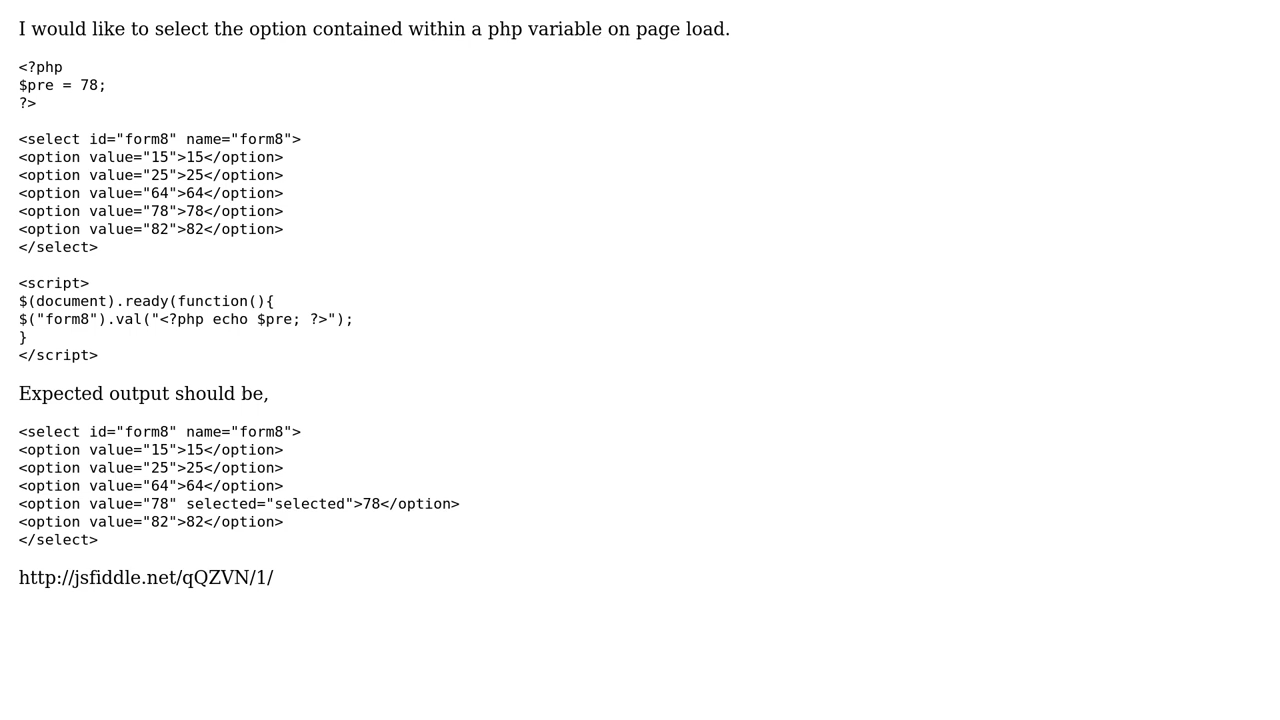 I would like to select the option contained within a php variable on page load.
<?php
$pre = 78;
?>
<select id="form8" name="form8">
<option value="15">15</option>
<option value="25">25</option>
<option value="64">64</option>
<option value="78">78</option>
<option value="82">82</option>
</select>
<script>
$(document).ready(function(){
$("form8").val("<?php echo $pre; ?>");
}
</script>
Expected output should be,
<select id="form8" name="form8">
<option value="15">15</option>
<option value="25">25</option>
<option value="64">64</option>
<option value="78" selected="selected">78</option>
<option value="82">82</option>
</select>
http://jsfiddle.net/qQZVN/1/